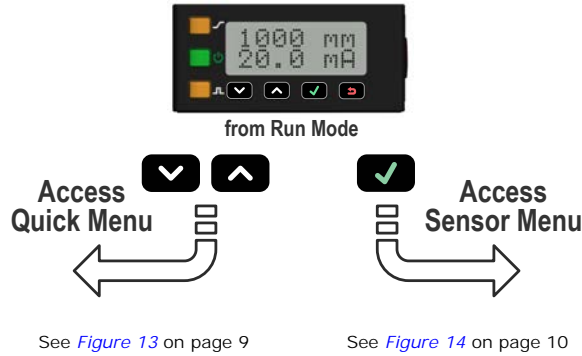 1000 mm
20.0 mA
from Run Mode
Access
Quick Menu
Access
Sensor Menu
See Figure 13 on page 9
See Figure 14 on page 10